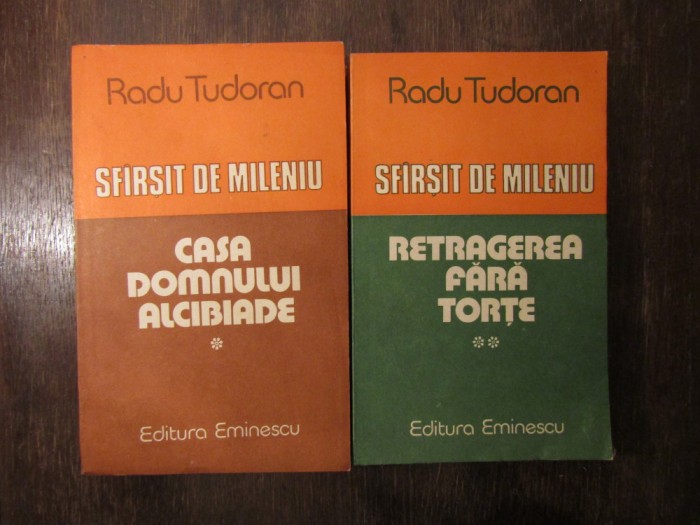 Radu Tudoran
SFÎRȘIT DE MILENIU
CASA
DOMNULUI
ALCIBIADE
*
Editura Eminescu
Radu Tudoran
SFÎRȘIT DE MILENIU
RETRAGEREA
FĂRĂ
TORȚE
**
Editura Eminescu